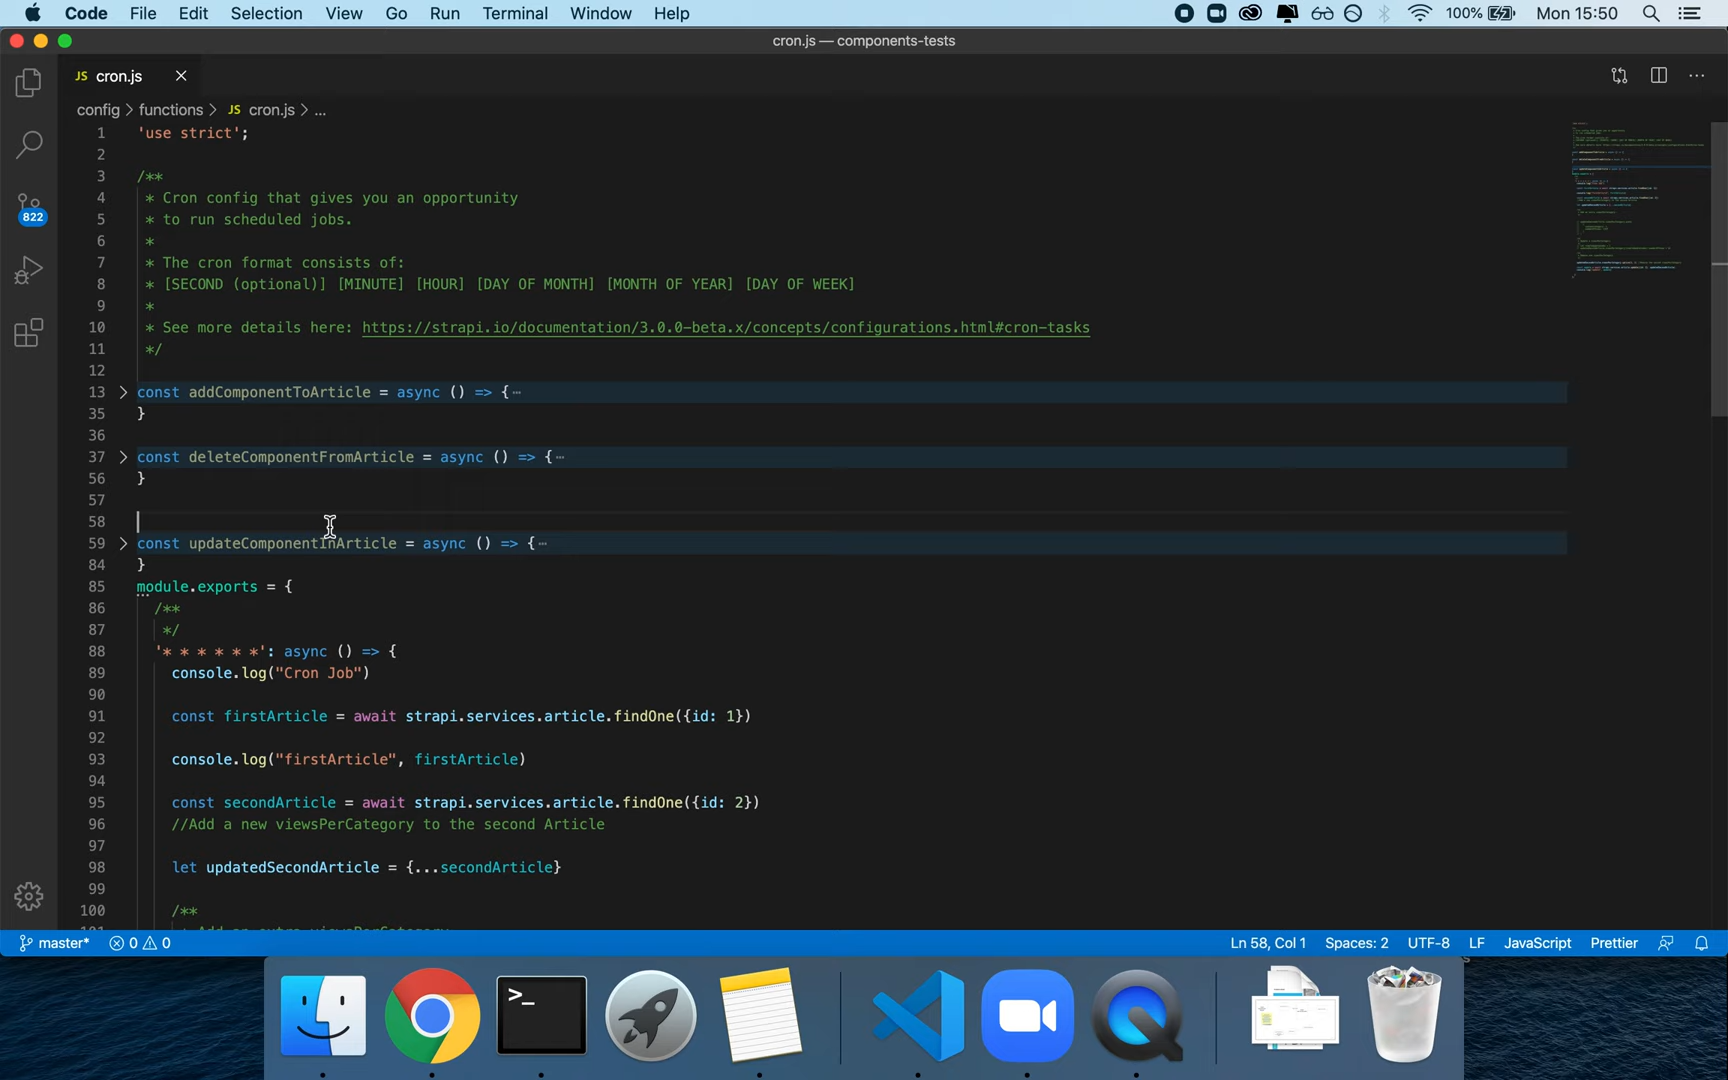 Code File Edit Selection View Go Run Terminal Window Help 100% Mon 15:50
cron.js — components-tests
JS cron.js
config > functions > JS cron.js > ...
1 'use strict';
2
3 /**
4 * Cron config that gives you an opportunity
5 * to run scheduled jobs.
6 *
7 * The cron format consists of:
8 * [SECOND (optional)] [MINUTE] [HOUR] [DAY OF MONTH] [MONTH OF YEAR] [DAY OF WEEK]
9 *
10 * See more details here: https://strapi.io/documentation/3.0.0-beta.x/concepts/configurations.html#cron-tasks
11 */
12
13 const addComponentToArticle = async () => {…
35 }
36
37 const deleteComponentFromArticle = async () => {…
56 }
57
58
59 const updateComponentInArticle = async () => {…
84 }
85 module.exports = {
86 /**
87 */
88 '* * * * * *': async () => {
89 console.log("Cron Job")
90
91 const firstArticle = await strapi.services.article.findOne({id: 1})
92
93 console.log("firstArticle", firstArticle)
94
95 const secondArticle = await strapi.services.article.findOne({id: 2})
96 //Add a new viewsPerCategory to the second Article
97
98 let updatedSecondArticle = {...secondArticle}
99
100 /**
822
master* 0 0 Ln 58, Col 1 Spaces: 2 UTF-8 LF JavaScript Prettier